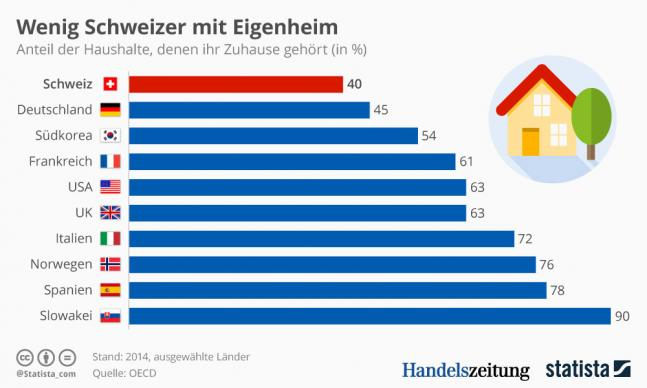 Wenig Schweizer mit Eigenheim
Anteil der Haushalte, denen ihr Zuhause gehört (in %)
Schweiz 40
Deutschland 45
Südkorea 54
Frankreich 61
USA 63
UK 63
Italien 72
Norwegen 76
Spanien 78
Slowakei 90
cc
@Statista_com
Stand: 2014, ausgewählte Länder
Quelle: OECD
Handelszeitung
statista